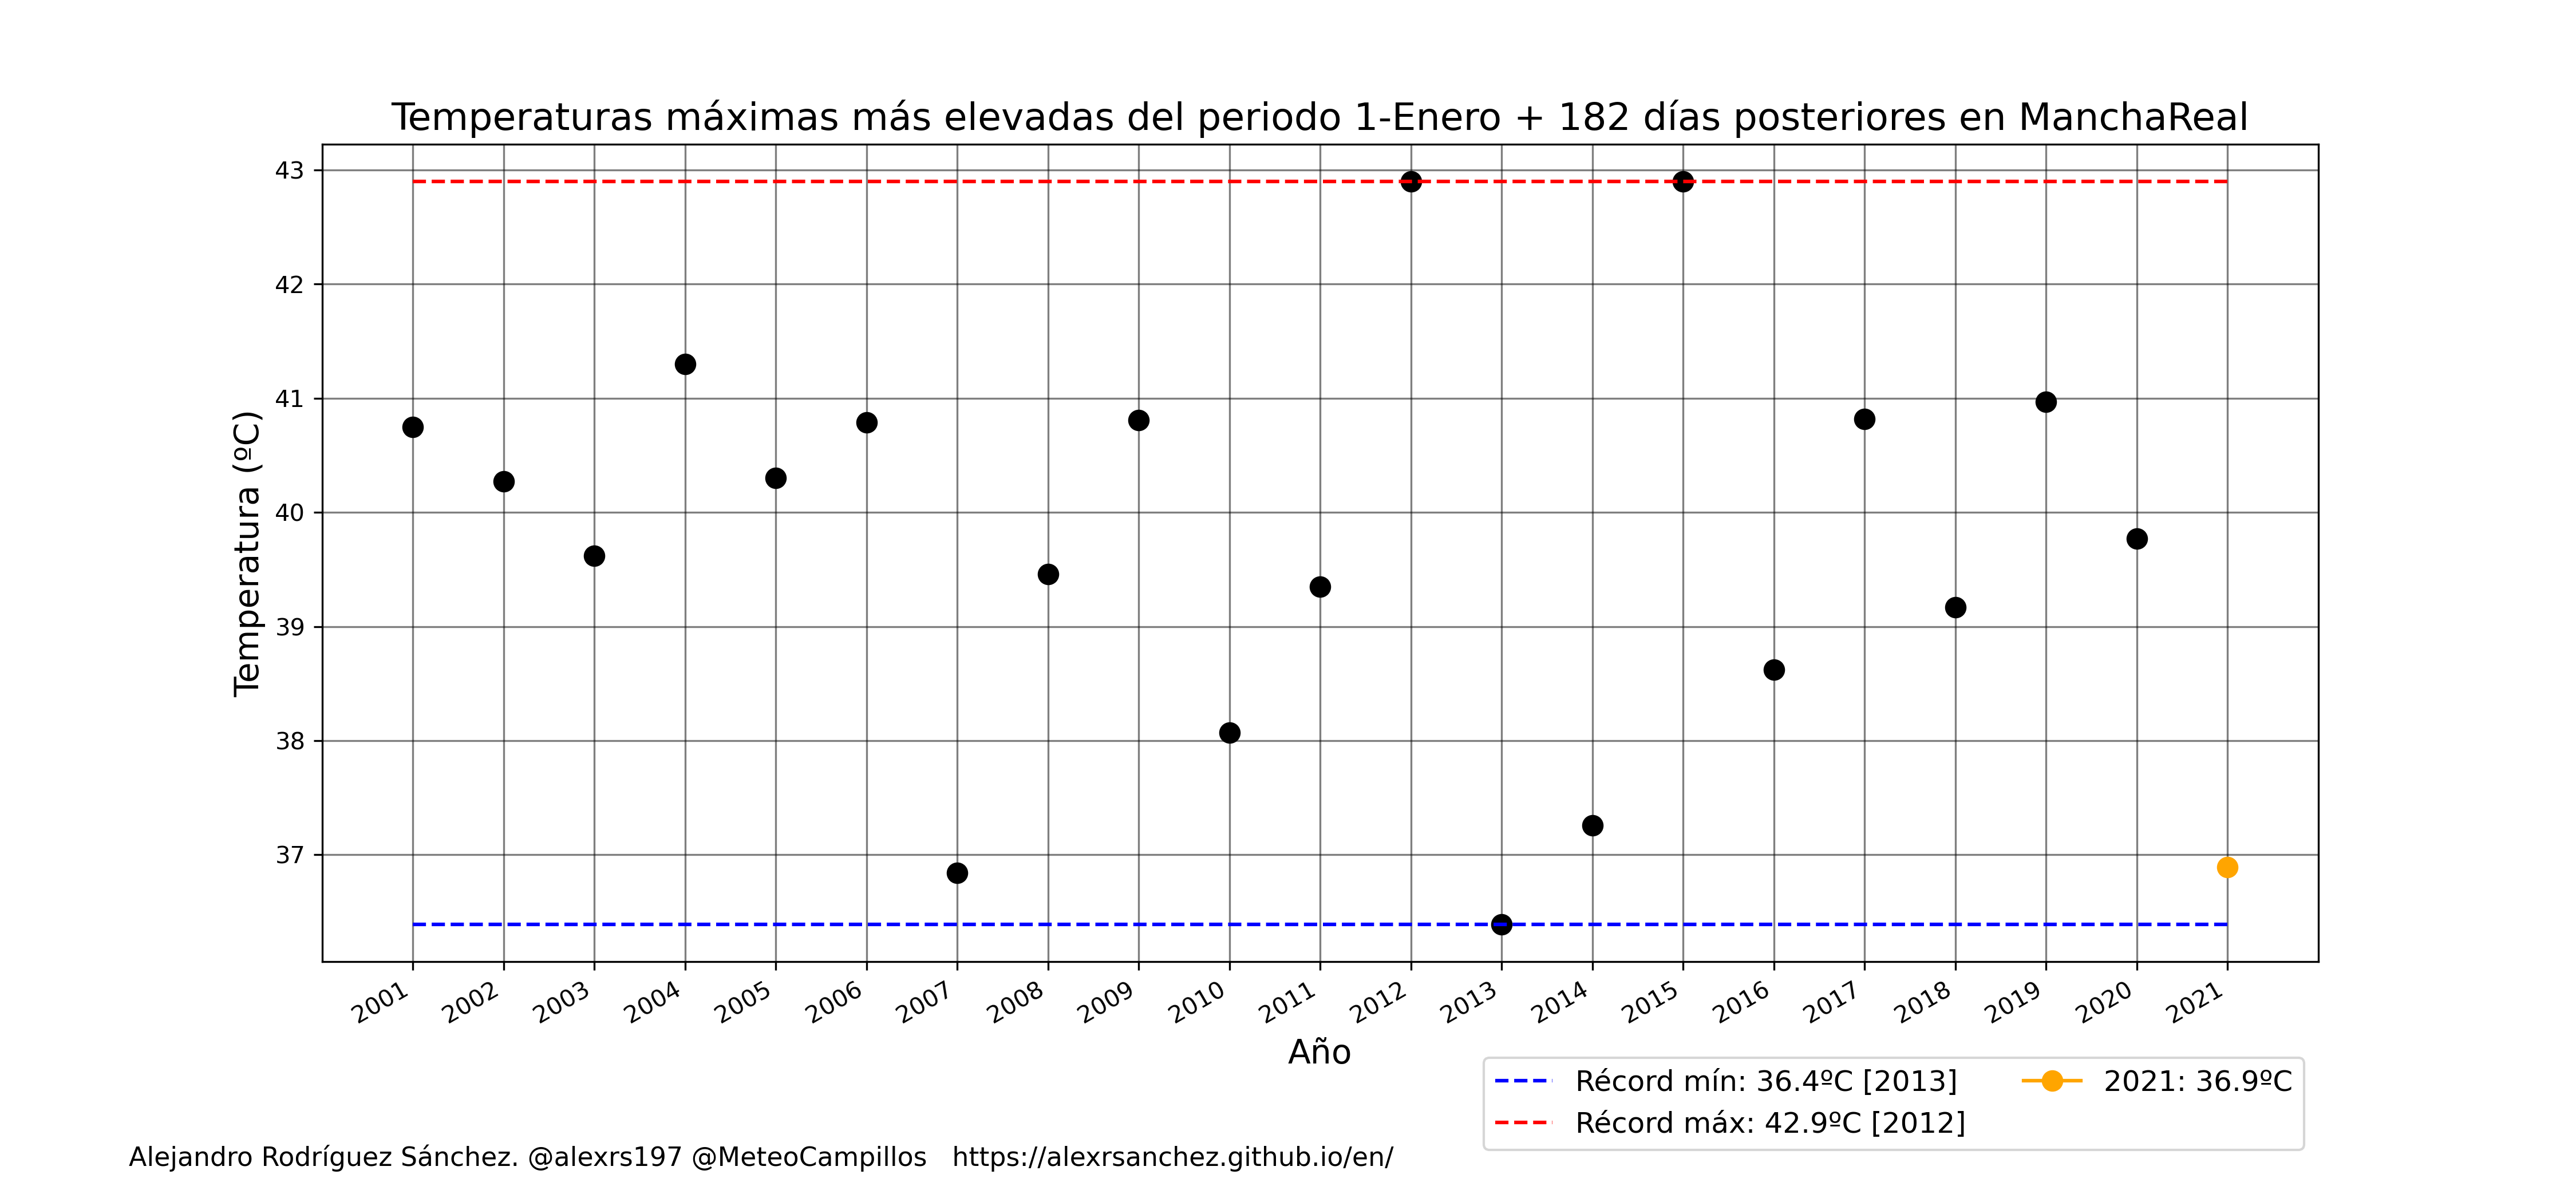 Temperaturas máximas más elevadas del periodo 1-Enero + 182 días posteriores en ManchaReal
Temperatura (ºC)
43
42
41
40
39
38
37
2001 2002 2003 2004 2005 2006 2007 2008 2009 2010 2011 2012 2013 2014 2015 2016 2017 2018 2019 2020 2021
Año
Récord mín: 36.4ºC [2013]
Récord máx: 42.9ºC [2012]
2021: 36.9ºC
Alejandro Rodríguez Sánchez. @alexrs197 @MeteoCampillos https://alexrsanchez.github.io/en/